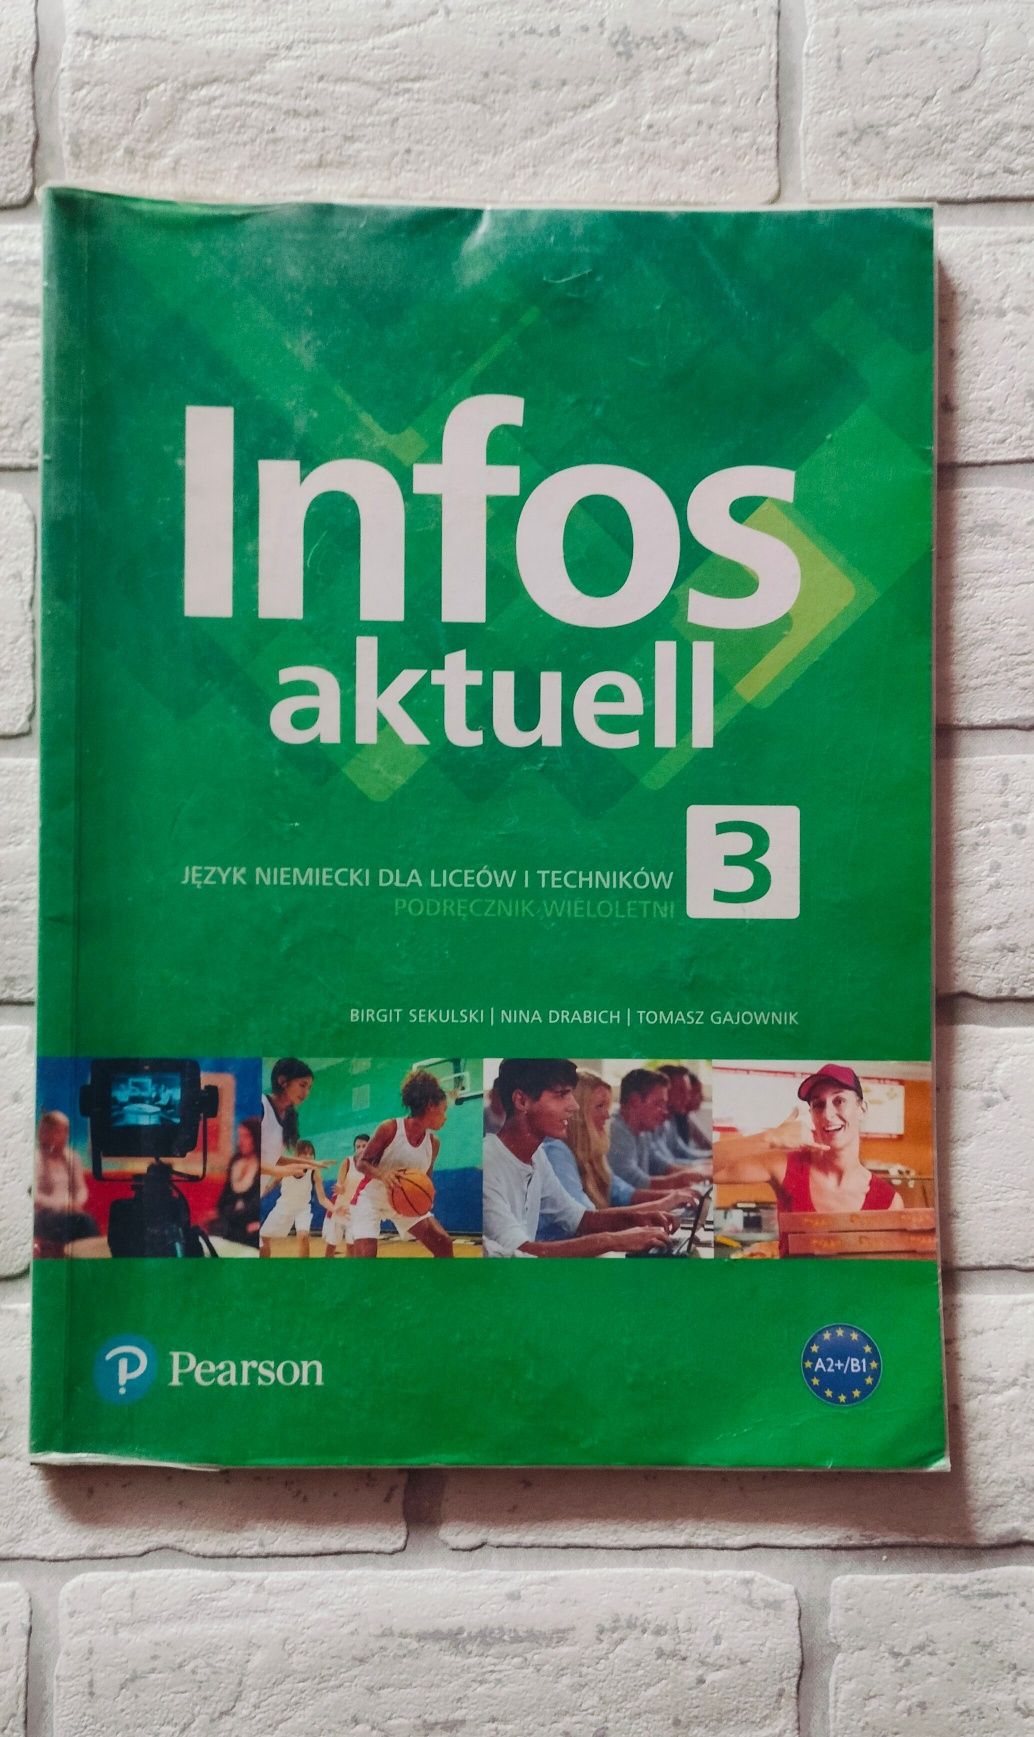 Infos
aktuell
3
JĘZYK NIEMIECKI DLA LICEÓW I TECHNIKÓW
PODRĘCZNIK WIELOLETNI
BIRGIT SEKULSKI | NINA DRABICH | TOMASZ GAJOWNIK
Pearson
A2+/B1